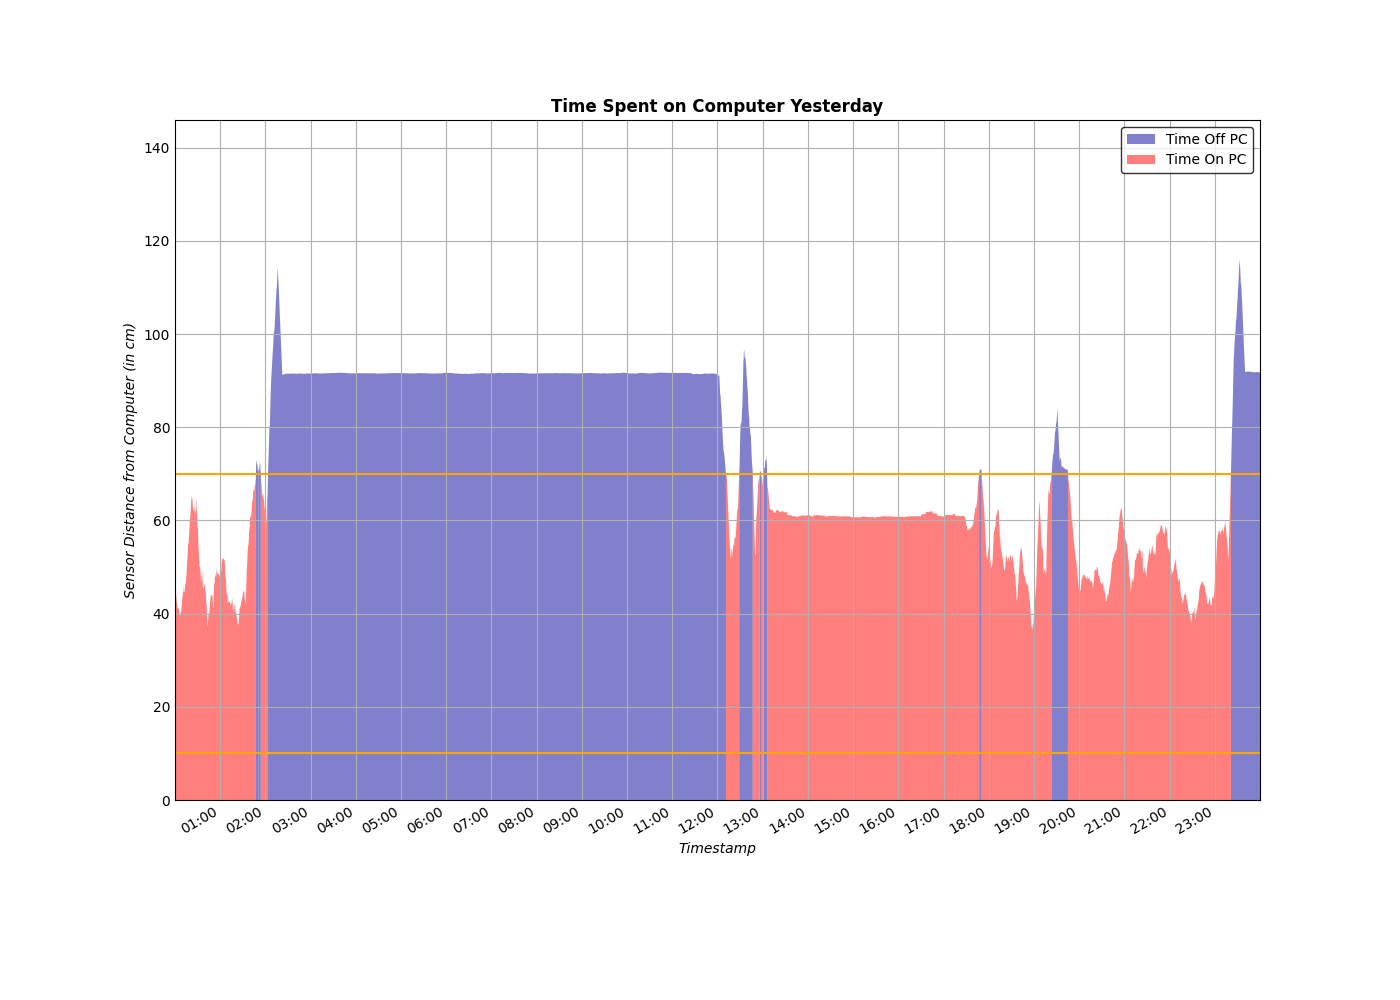 Time Spent on Computer Yesterday
Time Off PC
Time On PC
140
120
100
80
60
40
20
0
Sensor Distance from Computer (in cm)
01:00 02:00 03:00 04:00 05:00 06:00 07:00 08:00 09:00 10:00 11:00 12:00 13:00 14:00 15:00 16:00 17:00 18:00 19:00 20:00 21:00 22:00 23:00
Timestamp